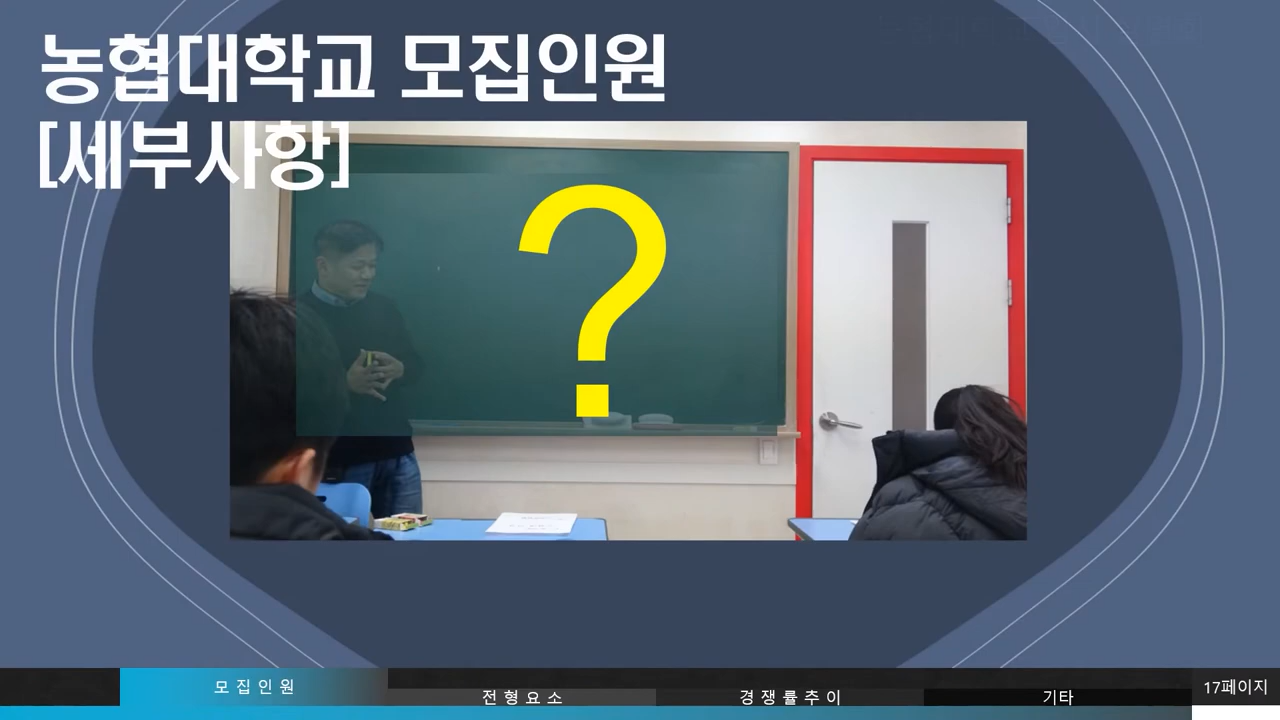 농협대학교 모집인원
[세부사항]
?
모집인원
전형요소
경쟁률추이
기타
17페이지